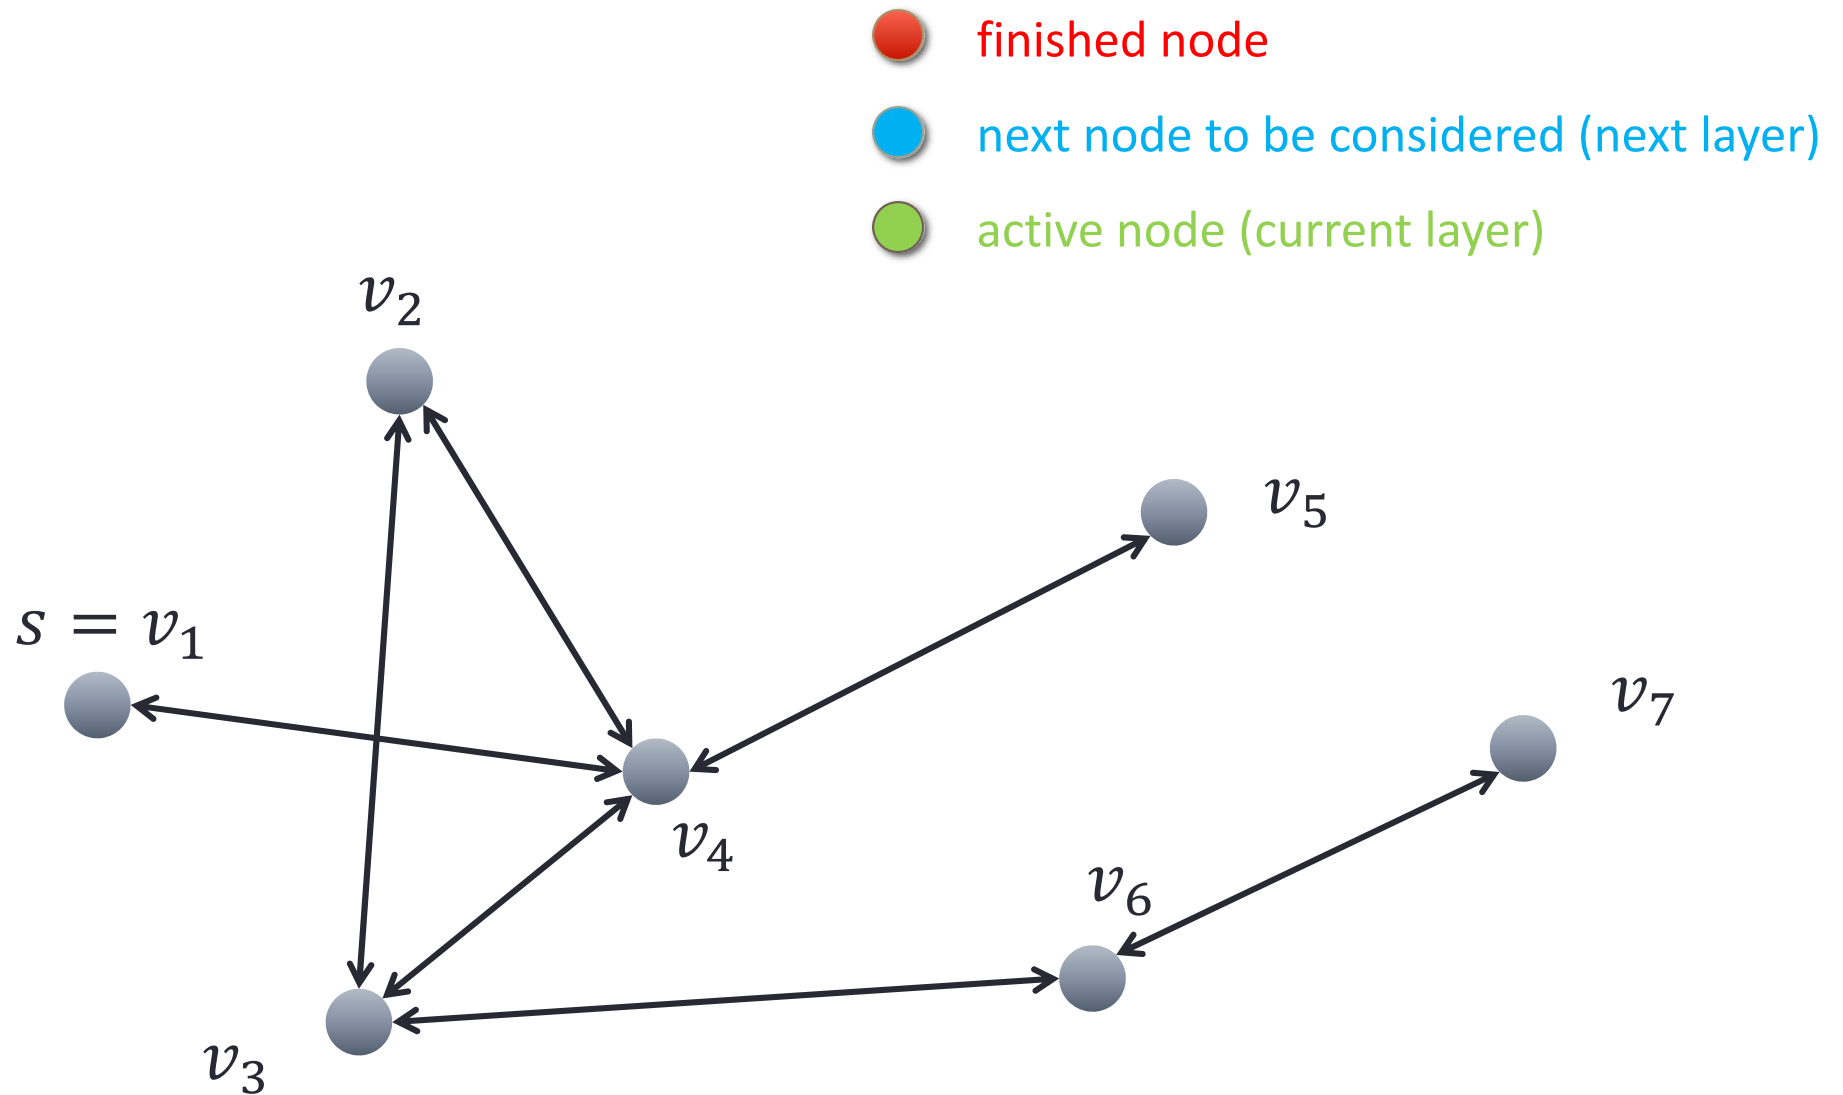 finished node
next node to be considered (next layer)
active node (current layer)
v₂
v₅
s = v₁
v₇
v₄
v₆
v₃